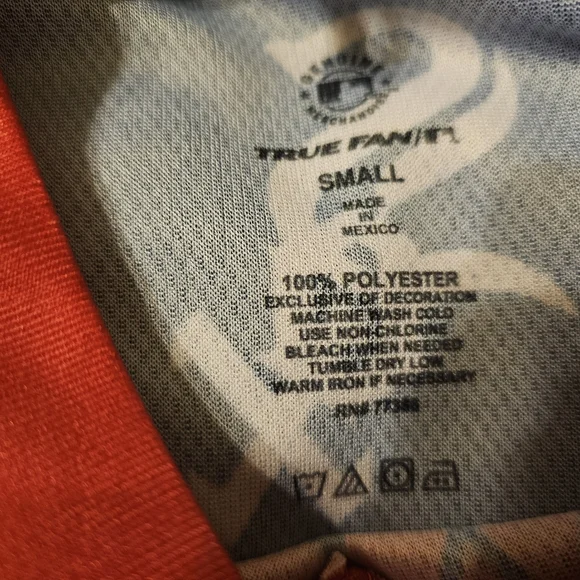 GENUINE
MERCHANDISE
TRUE FAN
SMALL
MADE
IN
MEXICO
100% POLYESTER
EXCLUSIVE OF DECORATION
MACHINE WASH COLD
USE NON-CHLORINE
BLEACH WHEN NEEDED
TUMBLE DRY LOW
WARM IRON IF NECESSARY
RN#